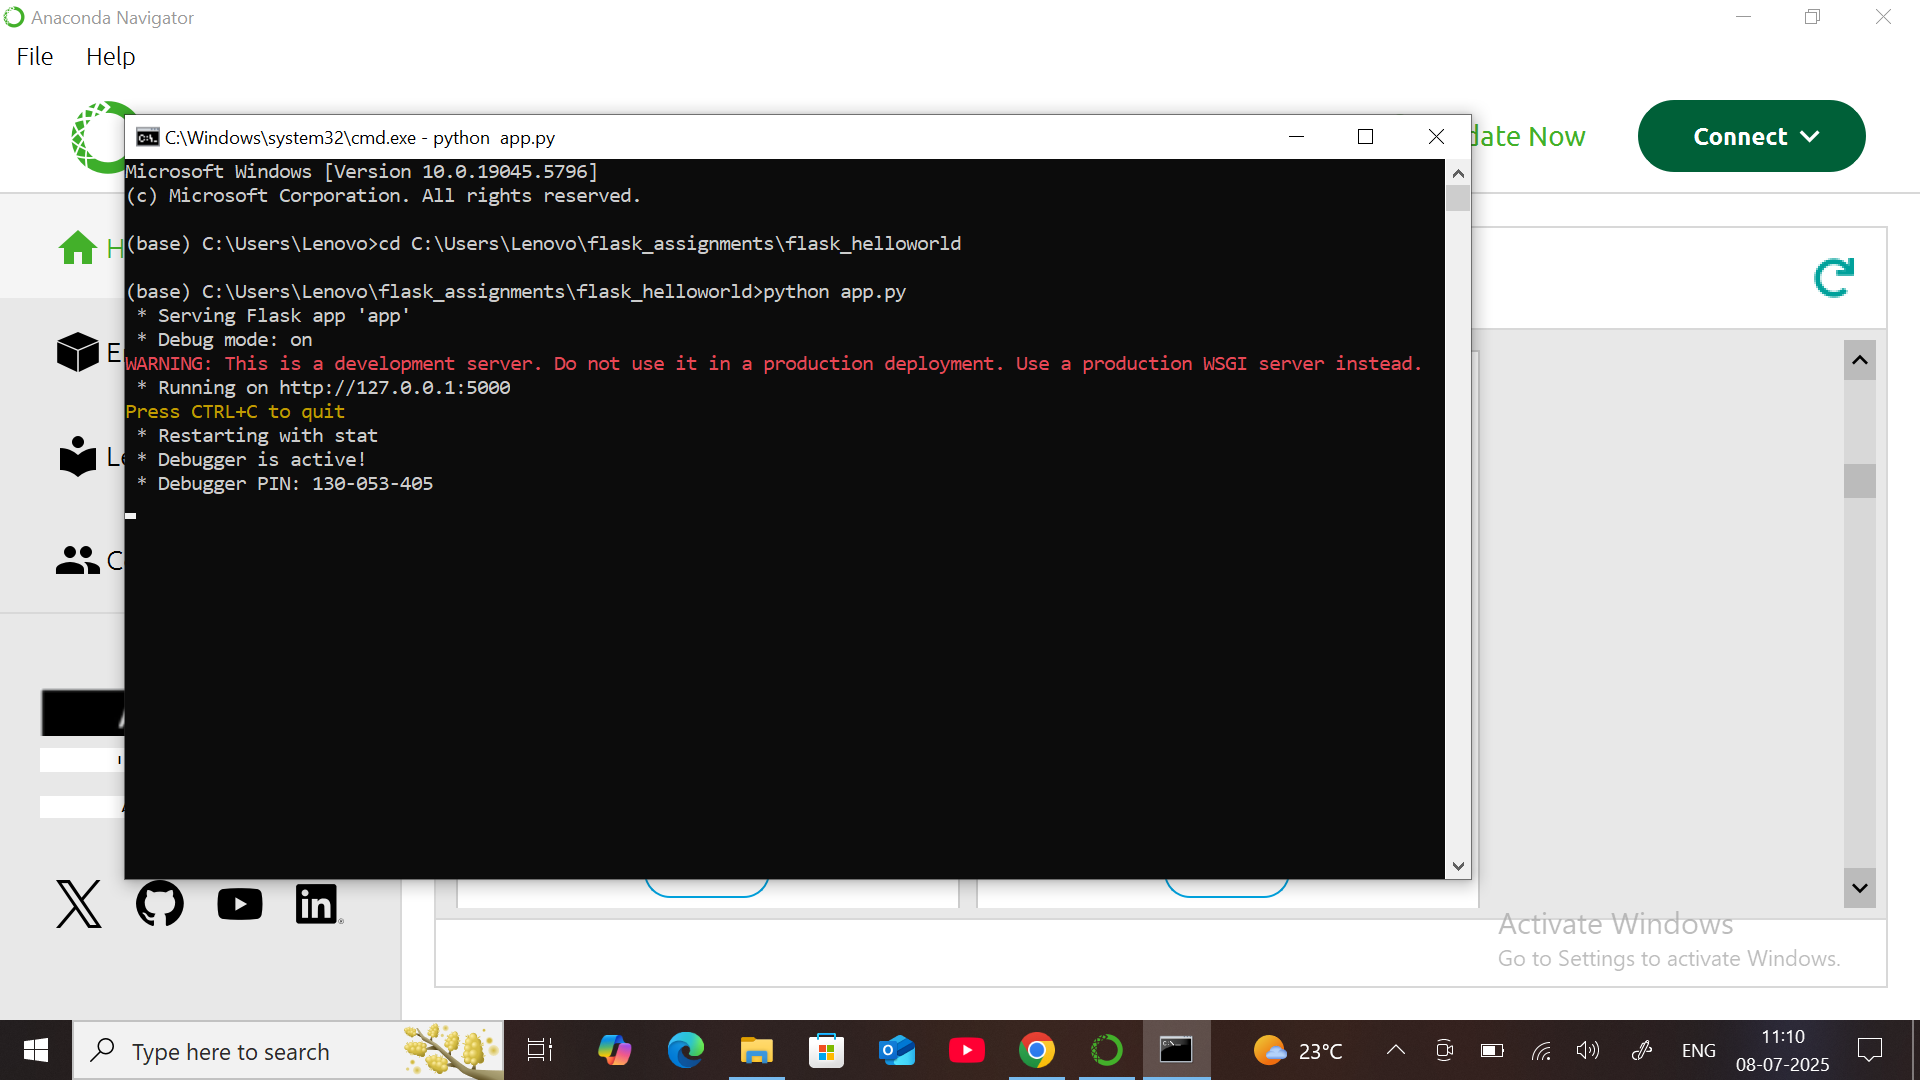 Anaconda Navigator
File Help
C:\Windows\system32\cmd.exe - python  app.py
date Now
Connect
Microsoft Windows [Version 10.0.19045.5796]
(c) Microsoft Corporation. All rights reserved.
(base) C:\Users\Lenovo>cd C:\Users\Lenovo\flask_assignments\flask_helloworld
(base) C:\Users\Lenovo\flask_assignments\flask_helloworld>python app.py
 * Serving Flask app 'app'
 * Debug mode: on
WARNING: This is a development server. Do not use it in a production deployment. Use a production WSGI server instead.
 * Running on http://127.0.0.1:5000
Press CTRL+C to quit
 * Restarting with stat
 * Debugger is active!
 * Debugger PIN: 130-053-405
Activate Windows
Go to Settings to activate Windows.
Type here to search
23°C
ENG
11:10
08-07-2025